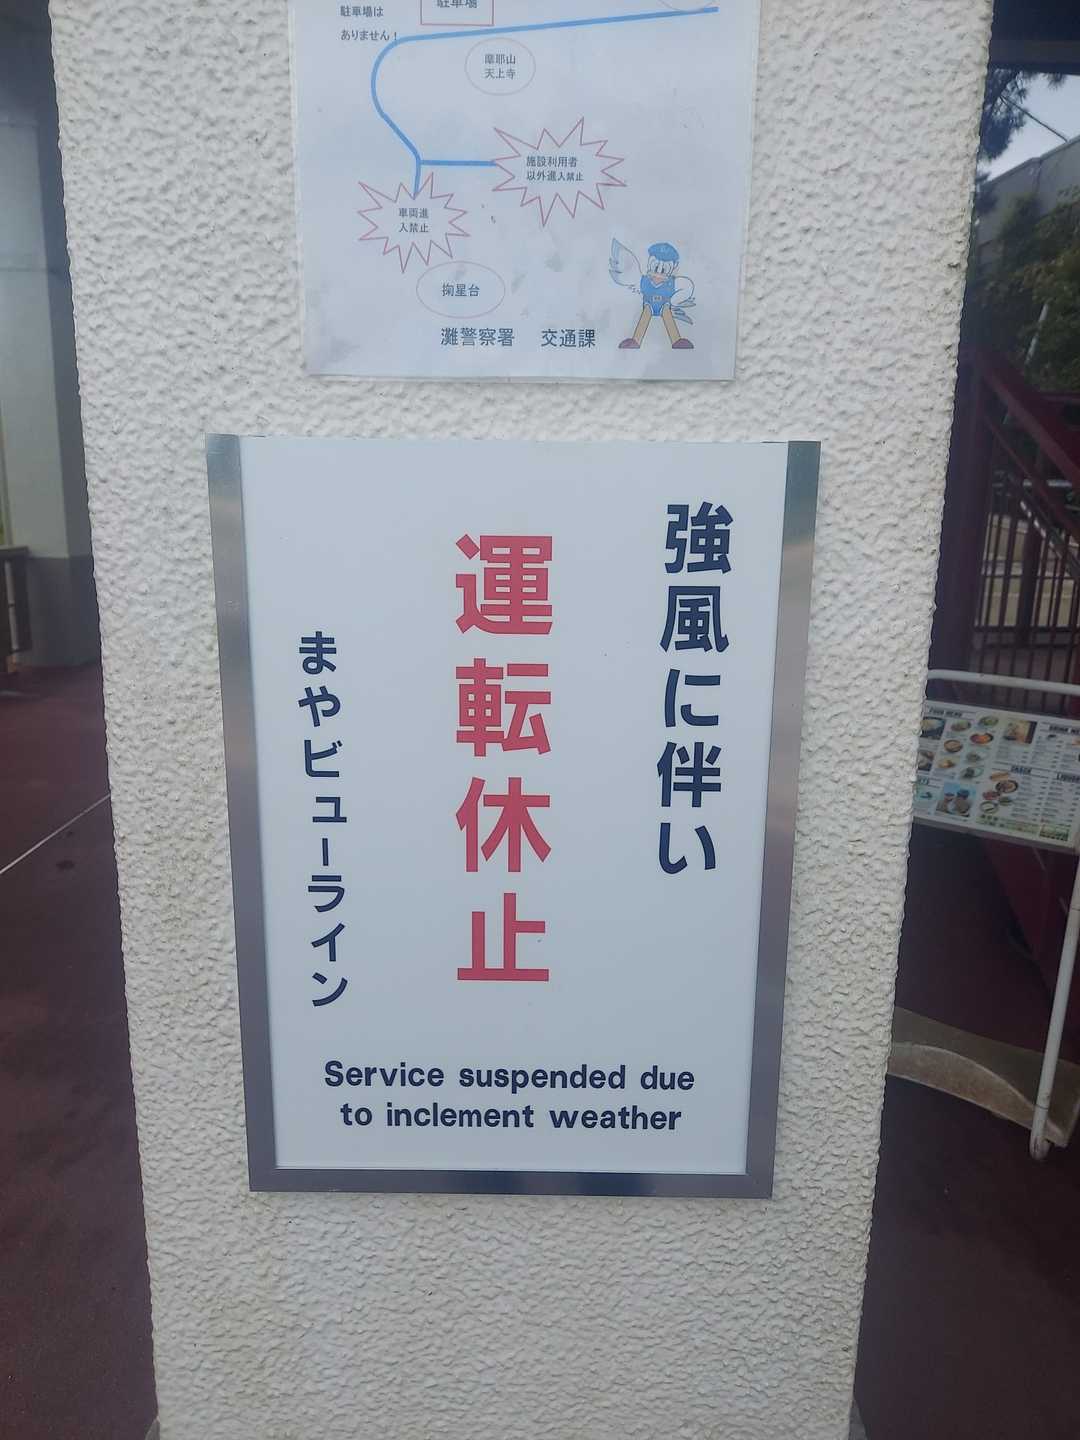 駐車場は
ありません！
駐車場
摩耶山
天上寺
施設利用者
以外進入禁止
車両進
入禁止
掬星台
灘警察署 交通課
強風に伴い
運転休止
まやビューライン
Service suspended due
to inclement weather
FOOD MENU
SNACK